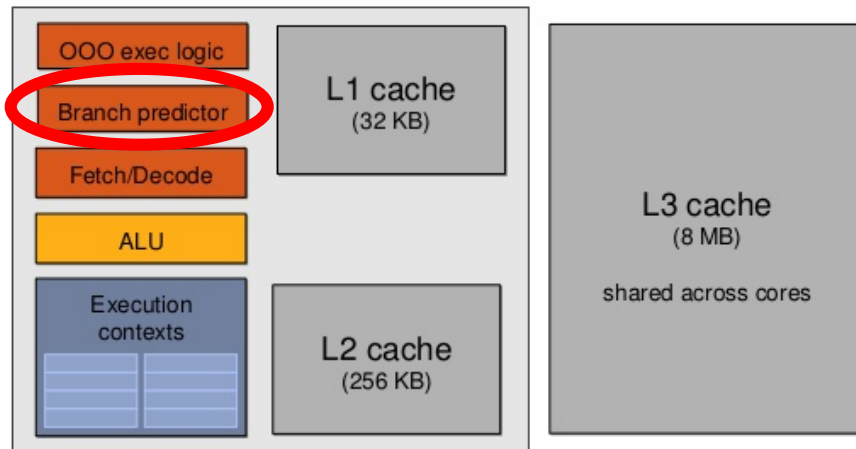 OOO exec logic
Branch predictor
Fetch/Decode
ALU
Execution
contexts
L1 cache
(32 KB)
L2 cache
(256 KB)
L3 cache
(8 MB)
shared across cores